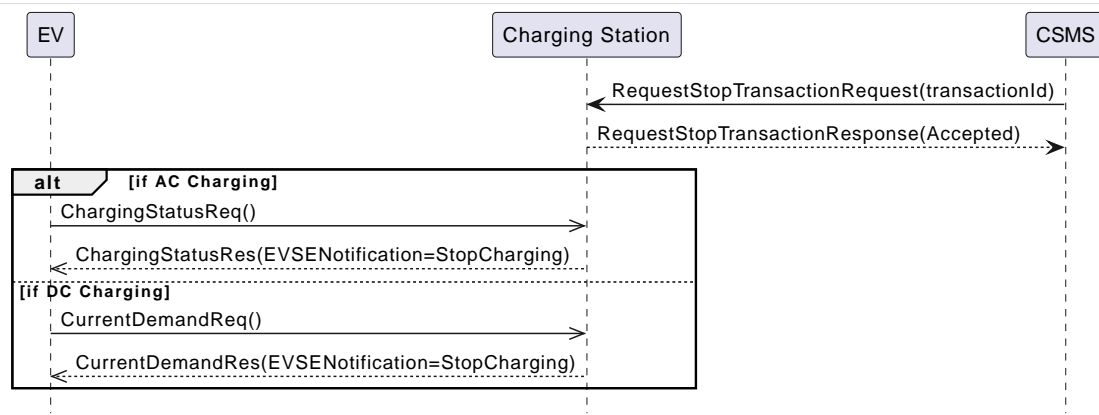 EV
Charging Station
CSMS
RequestStopTransactionRequest(transactionId)
RequestStopTransactionResponse(Accepted)
alt
[if AC Charging]
ChargingStatusReq()
ChargingStatusRes(EVSENotification=StopCharging)
[if DC Charging]
CurrentDemandReq()
CurrentDemandRes(EVSENotification=StopCharging)